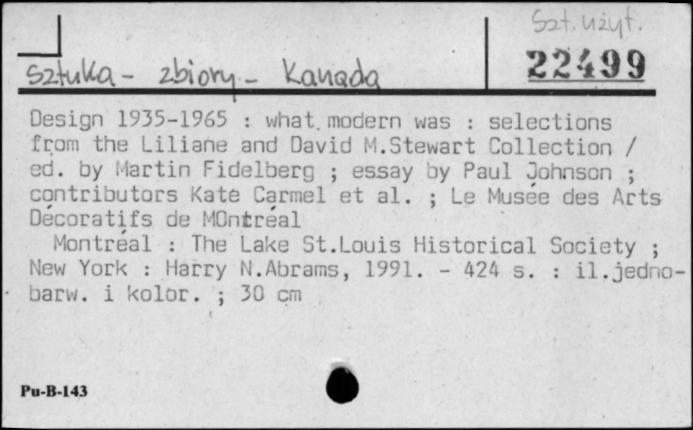 Szt. użyt.
22499
Sztuka - zbiory - Kanada
Design 1935-1965 : what modern was : selections
from the Liliane and David M.Stewart Collection /
ed. by Martin Fidelberg ; essay by Paul Johnson ;
contributors Kate Carmel et al. ; Le Musée des Arts
Décoratifs de MOntréal
Montréal : The Lake St.Louis Historical Society ;
New York : Harry N.Abrams, 1991. - 424 s. : il.jedno-
barw. i kolor. ; 30 cm
Pu-B-143